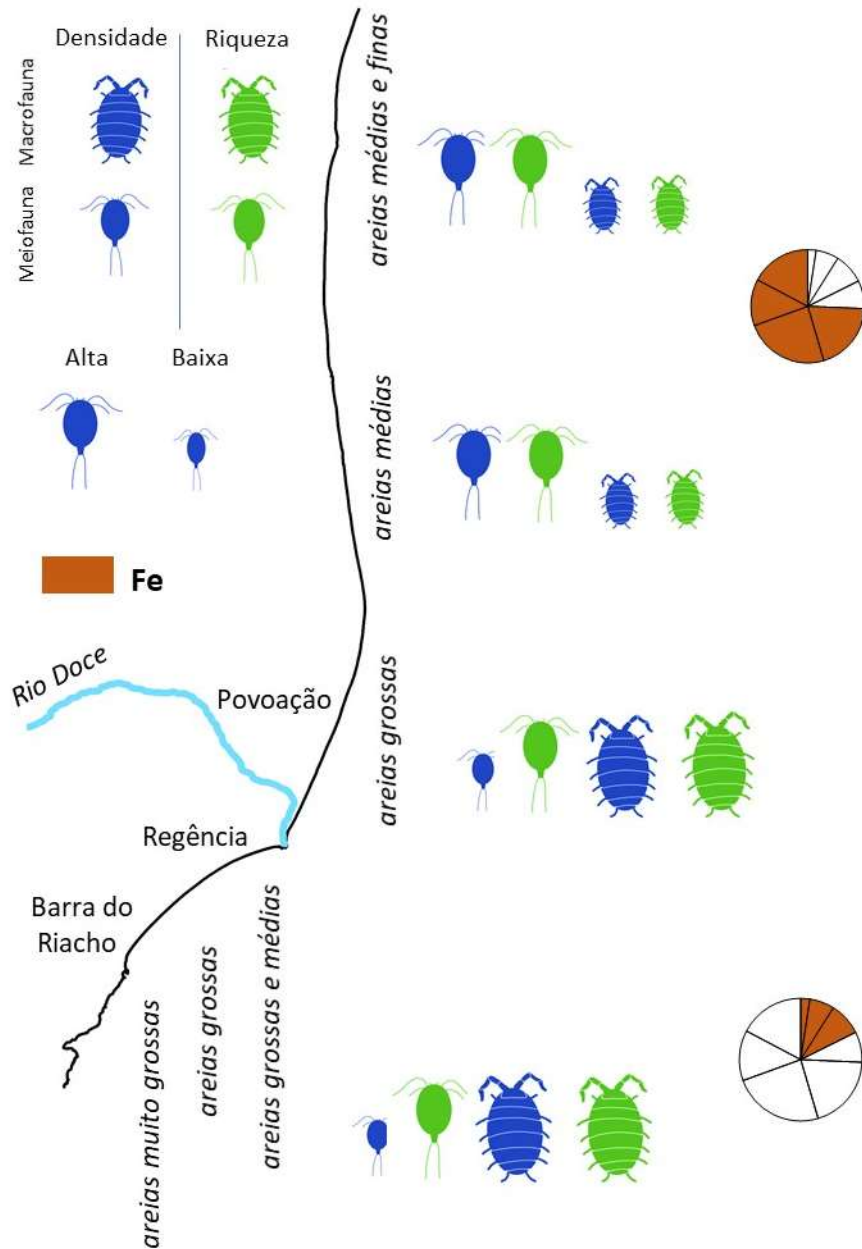 Densidade
Riqueza
Macrofauna
Meiofauna
Alta
Baixa
Fe
areias médias e finas
areias médias
Rio Doce
Povoação
areias grossas
Regência
Barra do
Riacho
areias muito grossas
areias grossas
areias grossas e médias